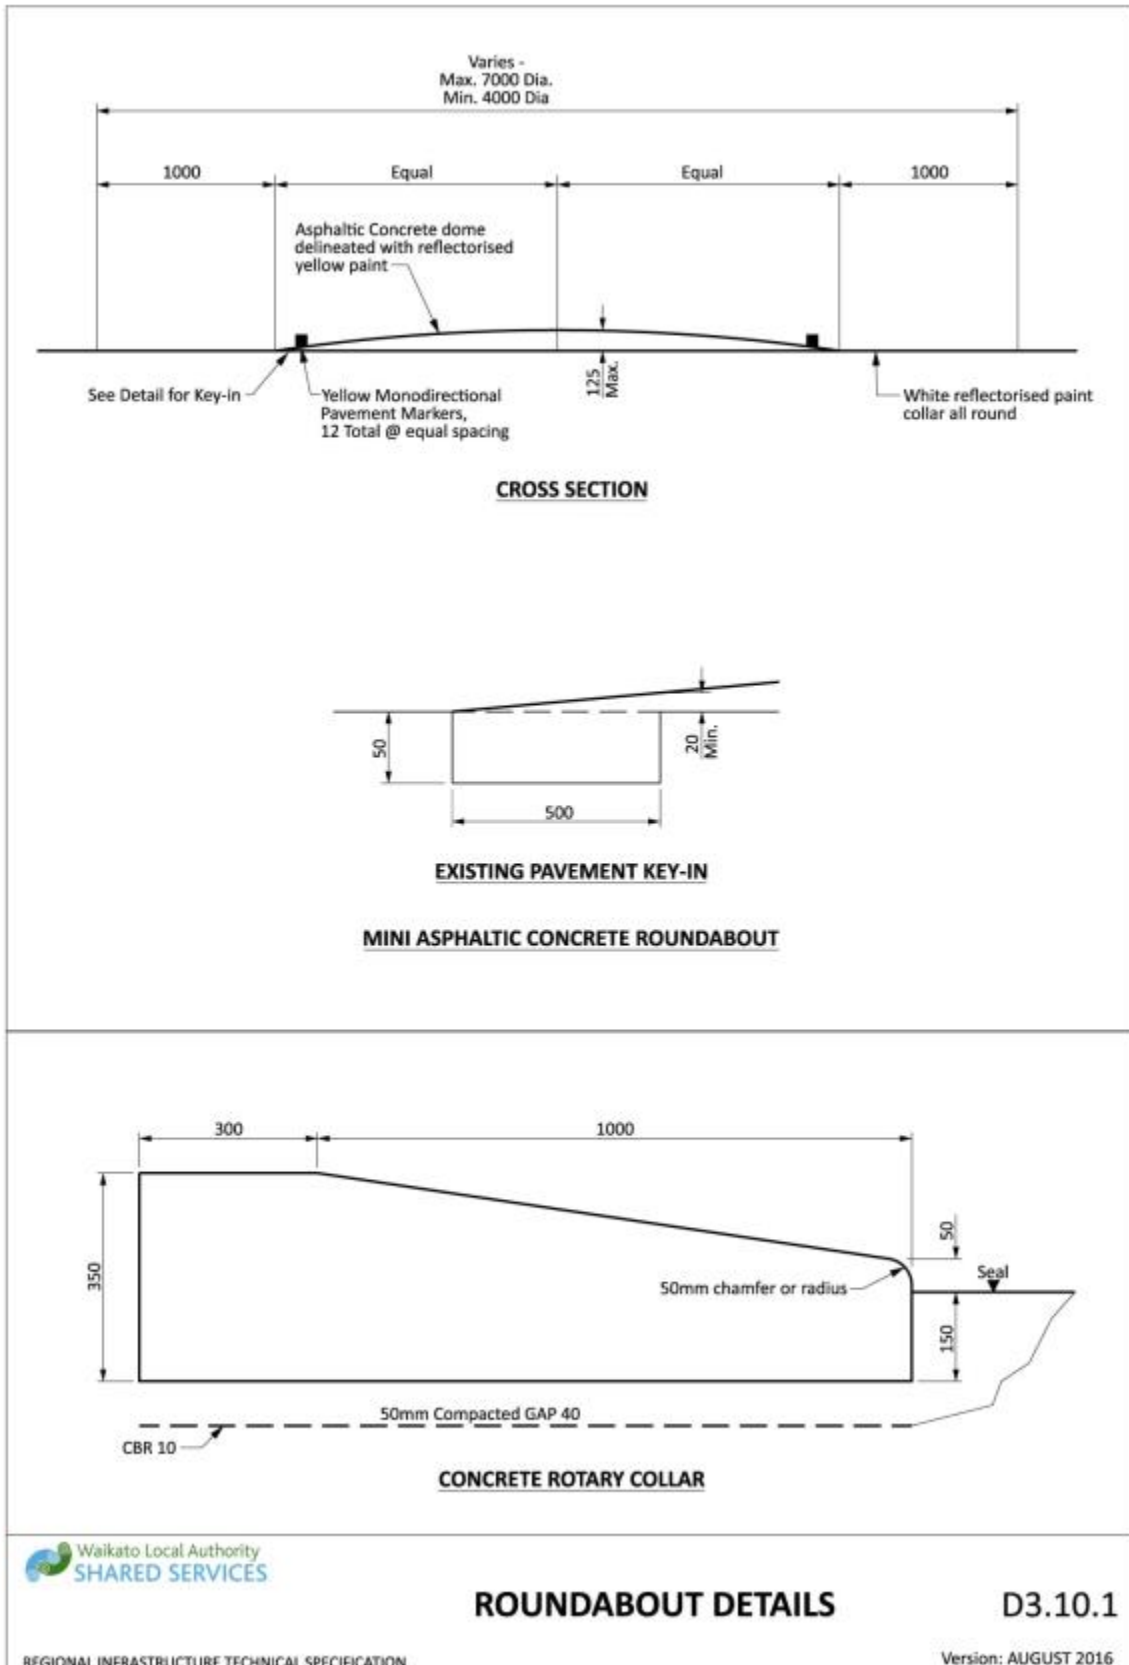 Varies -
Max. 7000 Dia.
Min. 4000 Dia
1000
Equal
Equal
1000
Asphaltic Concrete dome
delineated with reflectorised
yellow paint
See Detail for Key-in
Yellow Monodirectional
Pavement Markers,
12 Total @ equal spacing
125
Max.
White reflectorised paint
collar all round
CROSS SECTION
50
20
Min.
500
EXISTING PAVEMENT KEY-IN
MINI ASPHALTIC CONCRETE ROUNDABOUT
300
1000
350
50
50mm chamfer or radius
Seal
150
50mm Compacted GAP 40
CBR 10
CONCRETE ROTARY COLLAR
Waikato Local Authority
SHARED SERVICES
ROUNDABOUT DETAILS
D3.10.1
REGIONAL INFRASTRUCTURE TECHNICAL SPECIFICATION
Version: AUGUST 2016